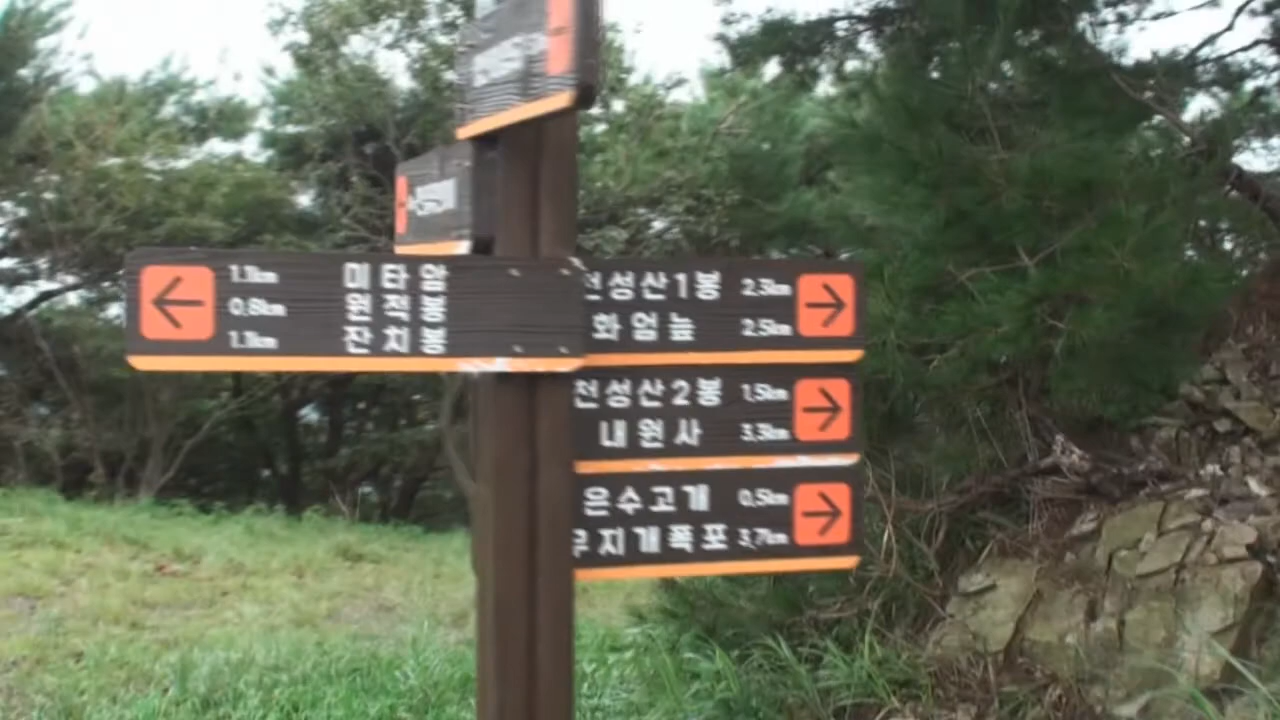 1.1km 미타암
0.8km 원적봉
1.1km 잔치봉
천성산1봉 2.3km
화엄늪 2.5km
천성산2봉 1.5km
내원사 3.3km
은수고개 0.5km
무지개폭포 3.7km